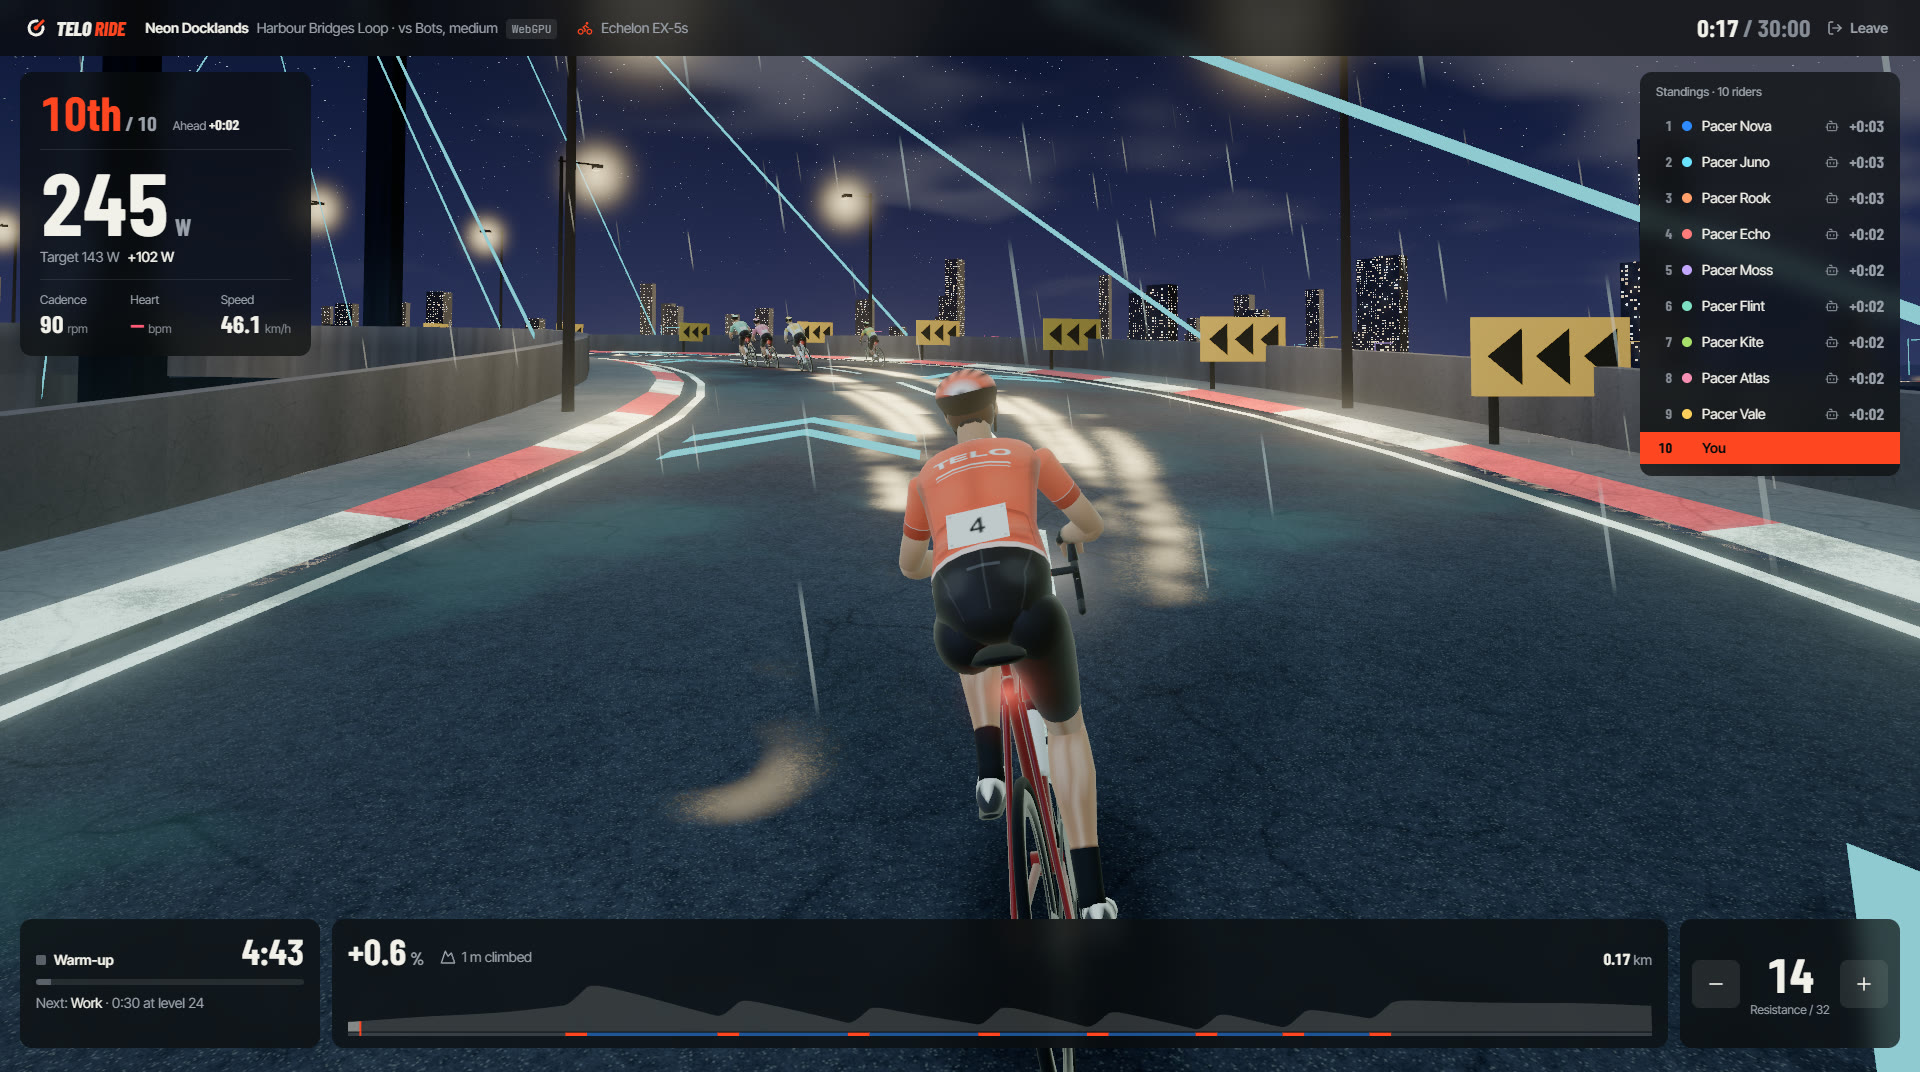 TELO RIDE Neon Docklands Harbour Bridges Loop · vs Bots, medium WebGPU Echelon EX-5s 0:17 / 30:00 Leave
10th / 10 Ahead +0:02
245 W
Target 143 W +102 W
Cadence Heart Speed
90 rpm — bpm 46.1 km/h
Standings · 10 riders
1 Pacer Nova +0:03
2 Pacer Juno +0:03
3 Pacer Rook +0:03
4 Pacer Echo +0:02
5 Pacer Moss +0:02
6 Pacer Flint +0:02
7 Pacer Kite +0:02
8 Pacer Atlas +0:02
9 Pacer Vale +0:02
10 You
TELO
4
Warm-up 4:43
Next: Work · 0:30 at level 24
+0.6 % 1 m climbed 0.17 km
− 14 +
Resistance / 32